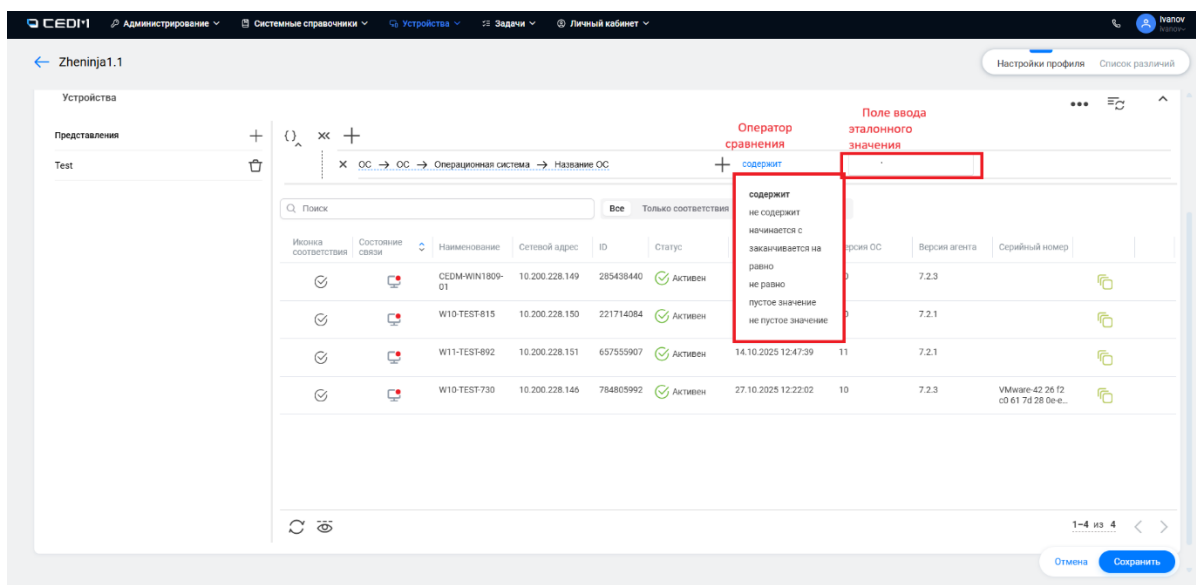 CEDM Администрирование Системные справочники Устройства Задачи Личный кабинет Ivanov
Ivanov
Zheninja1.1 Настройки профиля Список различий
Устройства
Поле ввода
эталонного
значения
Оператор
сравнения
Представления
Test
ОС → ОС → Операционная система → Название ОС содержит
содержит
не содержит
начинается с
заканчивается на
равно
не равно
пустое значение
не пустое значение
Поиск Все Только соответствия
Иконка соответствия Состояние связи Наименование Сетевой адрес ID Статус ерсия ОС Версия агента Серийный номер
CEDM-WIN1809-01 10.200.228.149 285438440 Активен 0 7.2.3
W10-TEST-815 10.200.228.150 221714084 Активен 0 7.2.1
W11-TEST-892 10.200.228.151 657555907 Активен 14.10.2025 12:47:39 11 7.2.1
W10-TEST-730 10.200.228.146 784805992 Активен 27.10.2025 12:22:02 10 7.2.3 VMware-42 26 f2
c0 61 7d 28 0e-e...
1–4 из 4
Отмена Сохранить